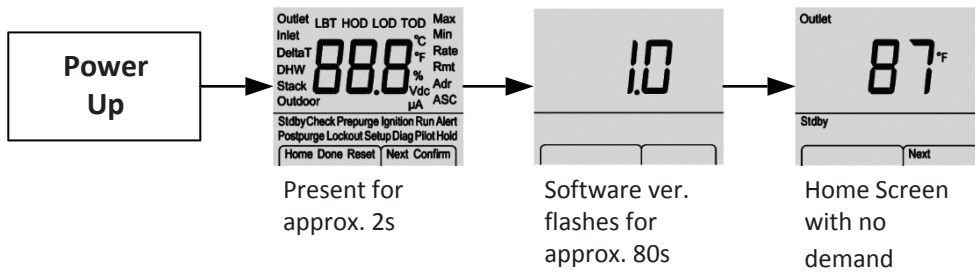 Power
Up
Outlet LBT HOD LOD TOD Max
Inlet Min
DeltaT 88.8 °C Rate
DHW °F Rmt
Stack % Adr
Outdoor Vdc ASC
µA
Stdby Check Prepurge Ignition Run Alert
Postpurge Lockout Setup Diag Pilot Hold
Home Done Reset Next Confirm
Present for
approx. 2s
1.0
Software ver.
flashes for
approx. 80s
Outlet
87 °F
Stdby
Next
Home Screen
with no
demand